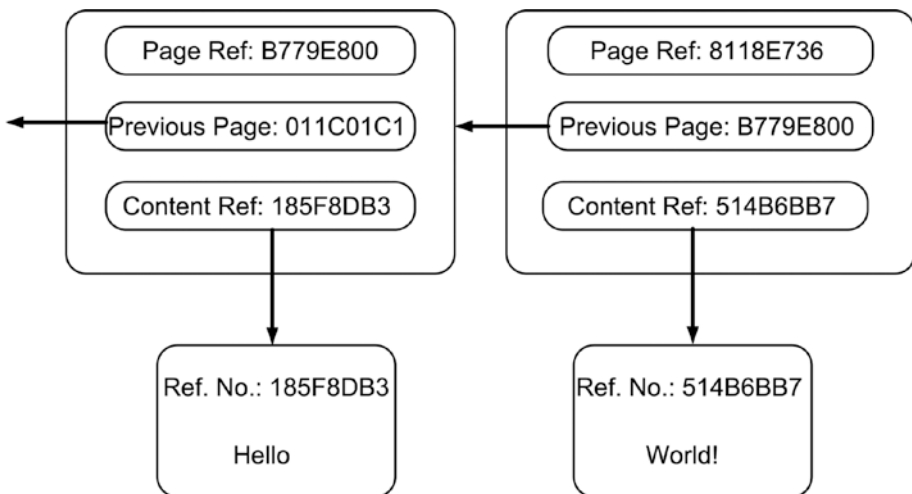 Page Ref: B779E800
Previous Page: 011C01C1
Content Ref: 185F8DB3
Ref. No.: 185F8DB3
Hello
Page Ref: 8118E736
Previous Page: B779E800
Content Ref: 514B6BB7
Ref. No.: 514B6BB7
World!